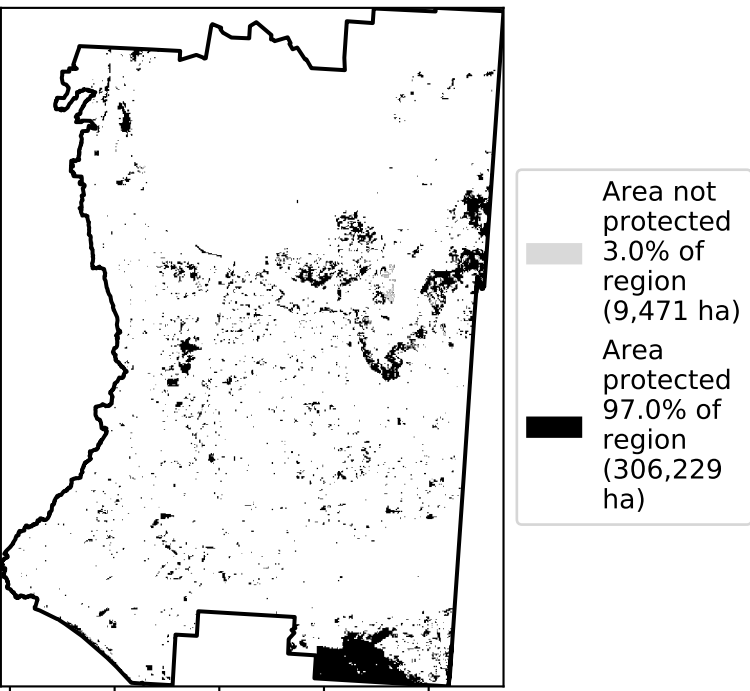 Area not
protected
3.0% of
region
(9,471 ha)
Area
protected
97.0% of
region
(306,229
ha)